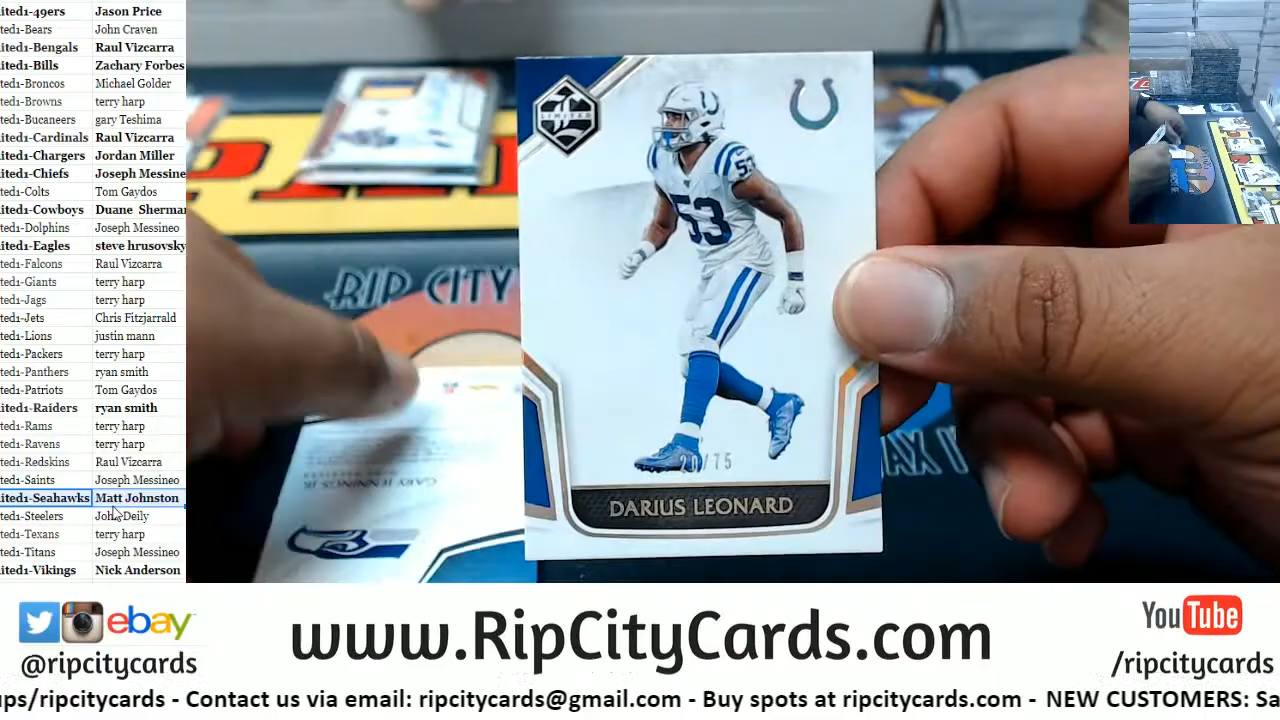 ited1-49ers Jason Price
ted1-Bears John Craven
ited1-Bengals Raul Vizcarra
ited1-Bills Zachary Forbes
ted1-Broncos Michael Golder
ted1-Browns terry harp
ted1-Bucaneers gary Teshima
ited1-Cardinals Raul Vizcarra
ited1-Chargers Jordan Miller
ited1-Chiefs Joseph Messine
ted1-Colts Tom Gaydos
ited1-Cowboys Duane Sherma
ted1-Dolphins Joseph Messineo
ited1-Eagles steve hrusovsky
ted1-Falcons Raul Vizcarra
ted1-Giants terry harp
ted1-Jags terry harp
ted1-Jets Chris Fitzjarrald
ted1-Lions justin mann
ted1-Packers terry harp
ted1-Panthers ryan smith
ted1-Patriots Tom Gaydos
ited1-Raiders ryan smith
ted1-Rams terry harp
ted1-Ravens terry harp
ted1-Redskins Raul Vizcarra
ted1-Saints Joseph Messineo
ited1-Seahawks Matt Johnston
ted1-Steelers John Deily
ted1-Texans terry harp
ted1-Titans Joseph Messineo
ited1-Vikings Nick Anderson
LIMITED
53
53
RIP CITY
20/75
DARIUS LEONARD
GARY JENNINGS JR.
ebay
@ripcitycards
www.RipCityCards.com
YouTube
/ripcitycards
ups/ripcitycards - Contact us via email: ripcitycards@gmail.com - Buy spots at ripcitycards.com - NEW CUSTOMERS: Sa